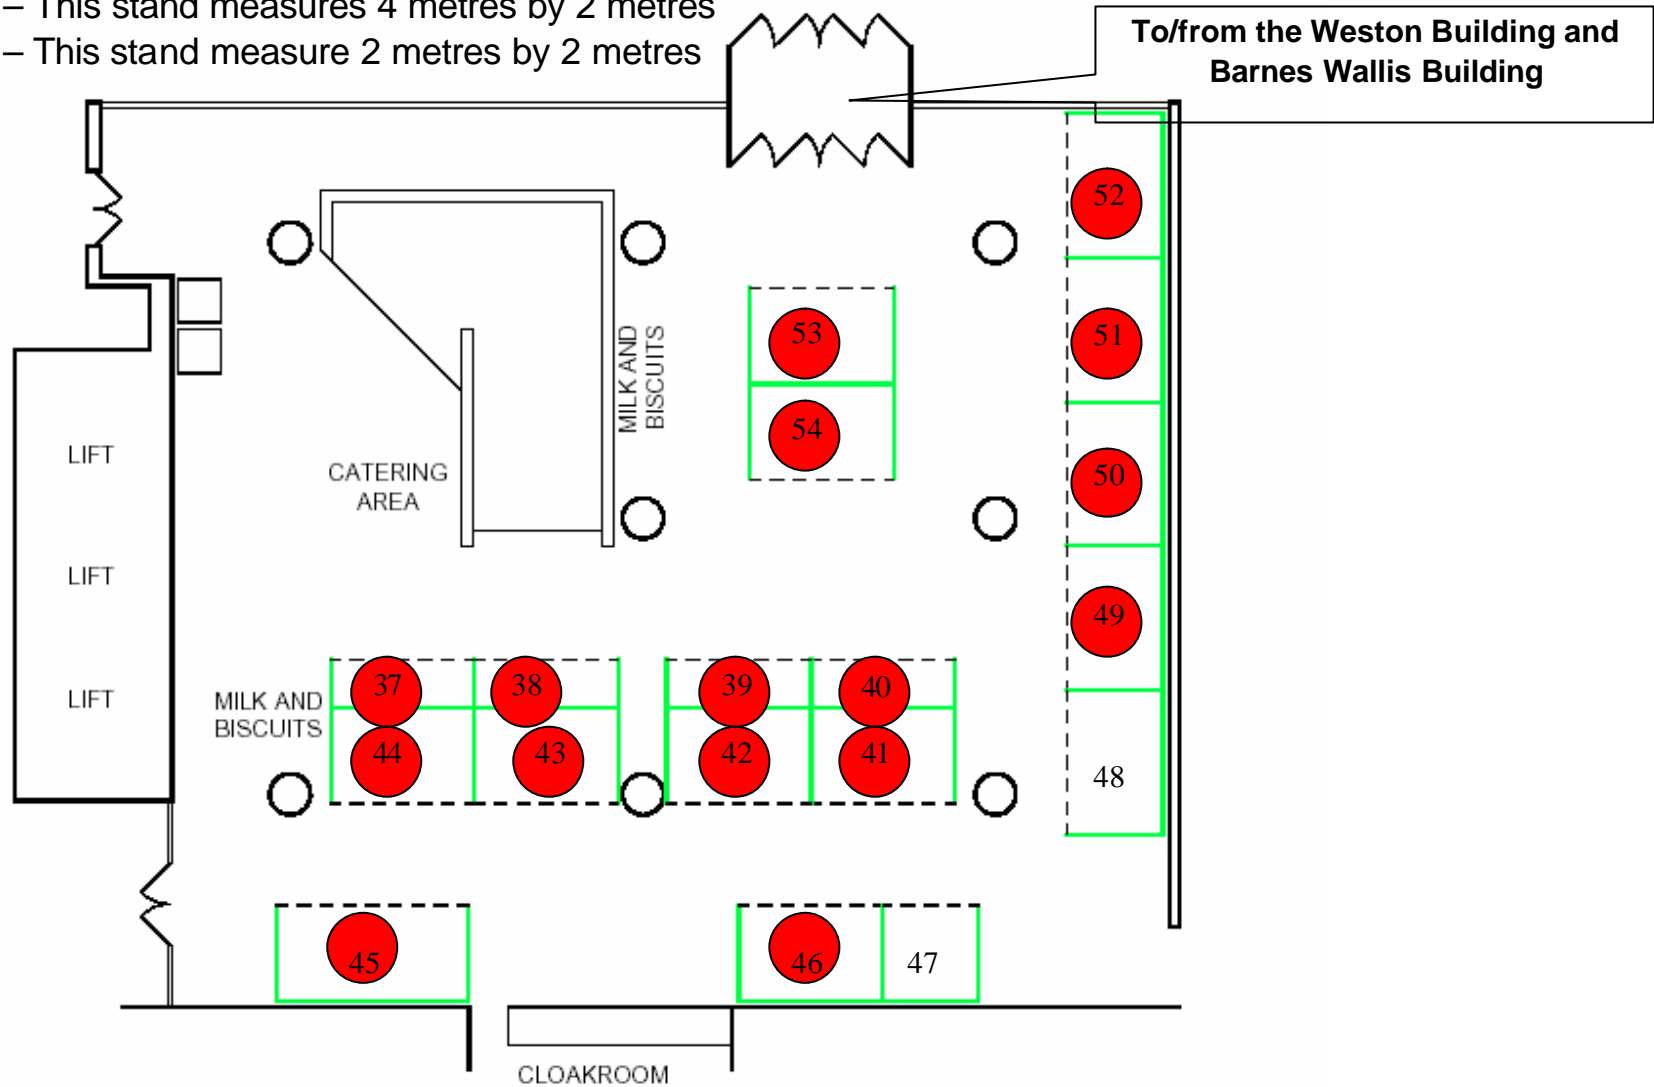 – This stand measures 4 metres by 2 metres
– This stand measure 2 metres by 2 metres
To/from the Weston Building and
Barnes Wallis Building
52
53
51
MILK AND
BISCUITS
54
LIFT
CATERING
AREA
50
LIFT
49
37
38
39
40
LIFT
MILK AND
BISCUITS
44
43
42
41
48
45
46
47
CLOAKROOM